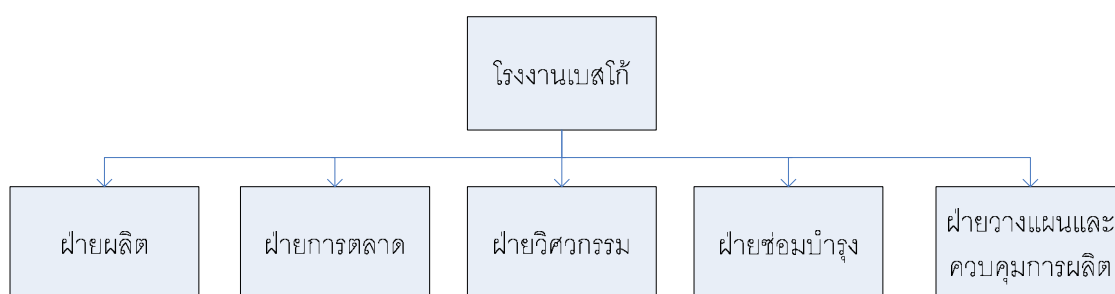 โรงงานเบสโก้
ฝ่ายผลิต
ฝ่ายการตลาด
ฝ่ายวิศวกรรม
ฝ่ายซ่อมบำรุง
ฝ่ายวางแผนและ
ควบคุมการผลิต